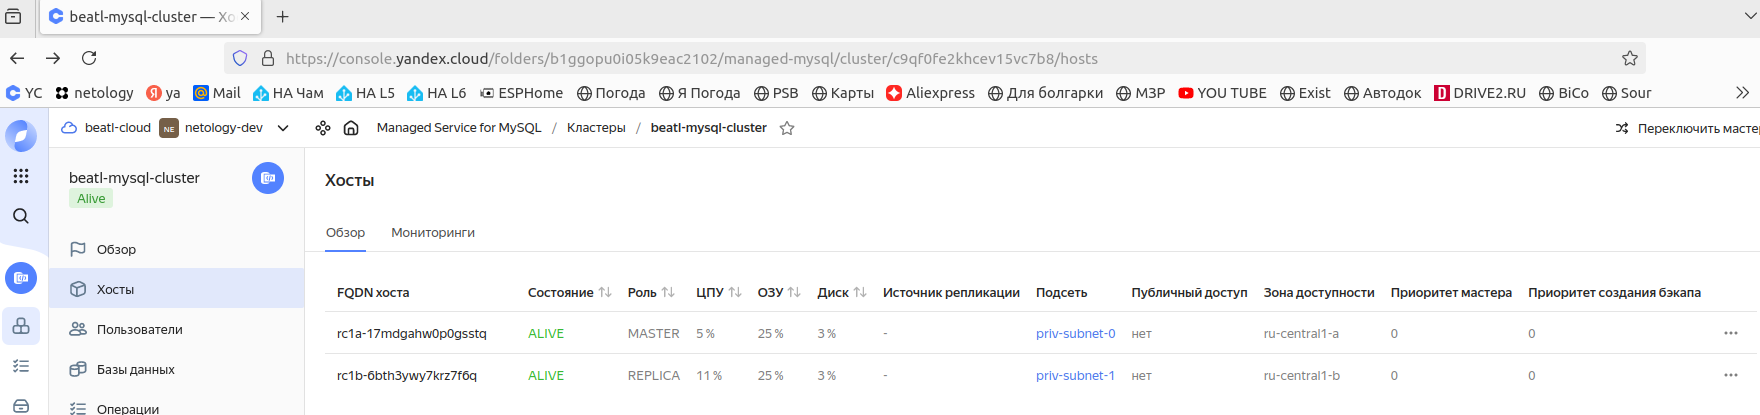 beatl-mysql-cluster — Хо
https://console.yandex.cloud/folders/b1ggopu0i05k9eac2102/managed-mysql/cluster/c9qf0fe2khcev15vc7b8/hosts
YC netology Я ya Mail HA Чам HA L5 HA L6 ESPHome Погода Я Погода PSB Карты Aliexpress Для болгарки МЗР YOU TUBE Exist Автодок D DRIVE2.RU BiCo Sour
beatl-cloud NE netology-dev Managed Service for MySQL / Кластеры / beatl-mysql-cluster Переключить масте
beatl-mysql-cluster
Alive
Обзор
Хосты
Пользователи
Базы данных
Операции
Хосты
Обзор Мониторинги
FQDN хоста Состояние Роль ЦПУ ОЗУ Диск Источник репликации Подсеть Публичный доступ Зона доступности Приоритет мастера Приоритет создания бэкапа
rc1a-17mdgahw0p0gsstq ALIVE MASTER 5 % 25 % 3 % - priv-subnet-0 нет ru-central1-a 0 0
rc1b-6bth3ywy7krz7f6q ALIVE REPLICA 11 % 25 % 3 % - priv-subnet-1 нет ru-central1-b 0 0